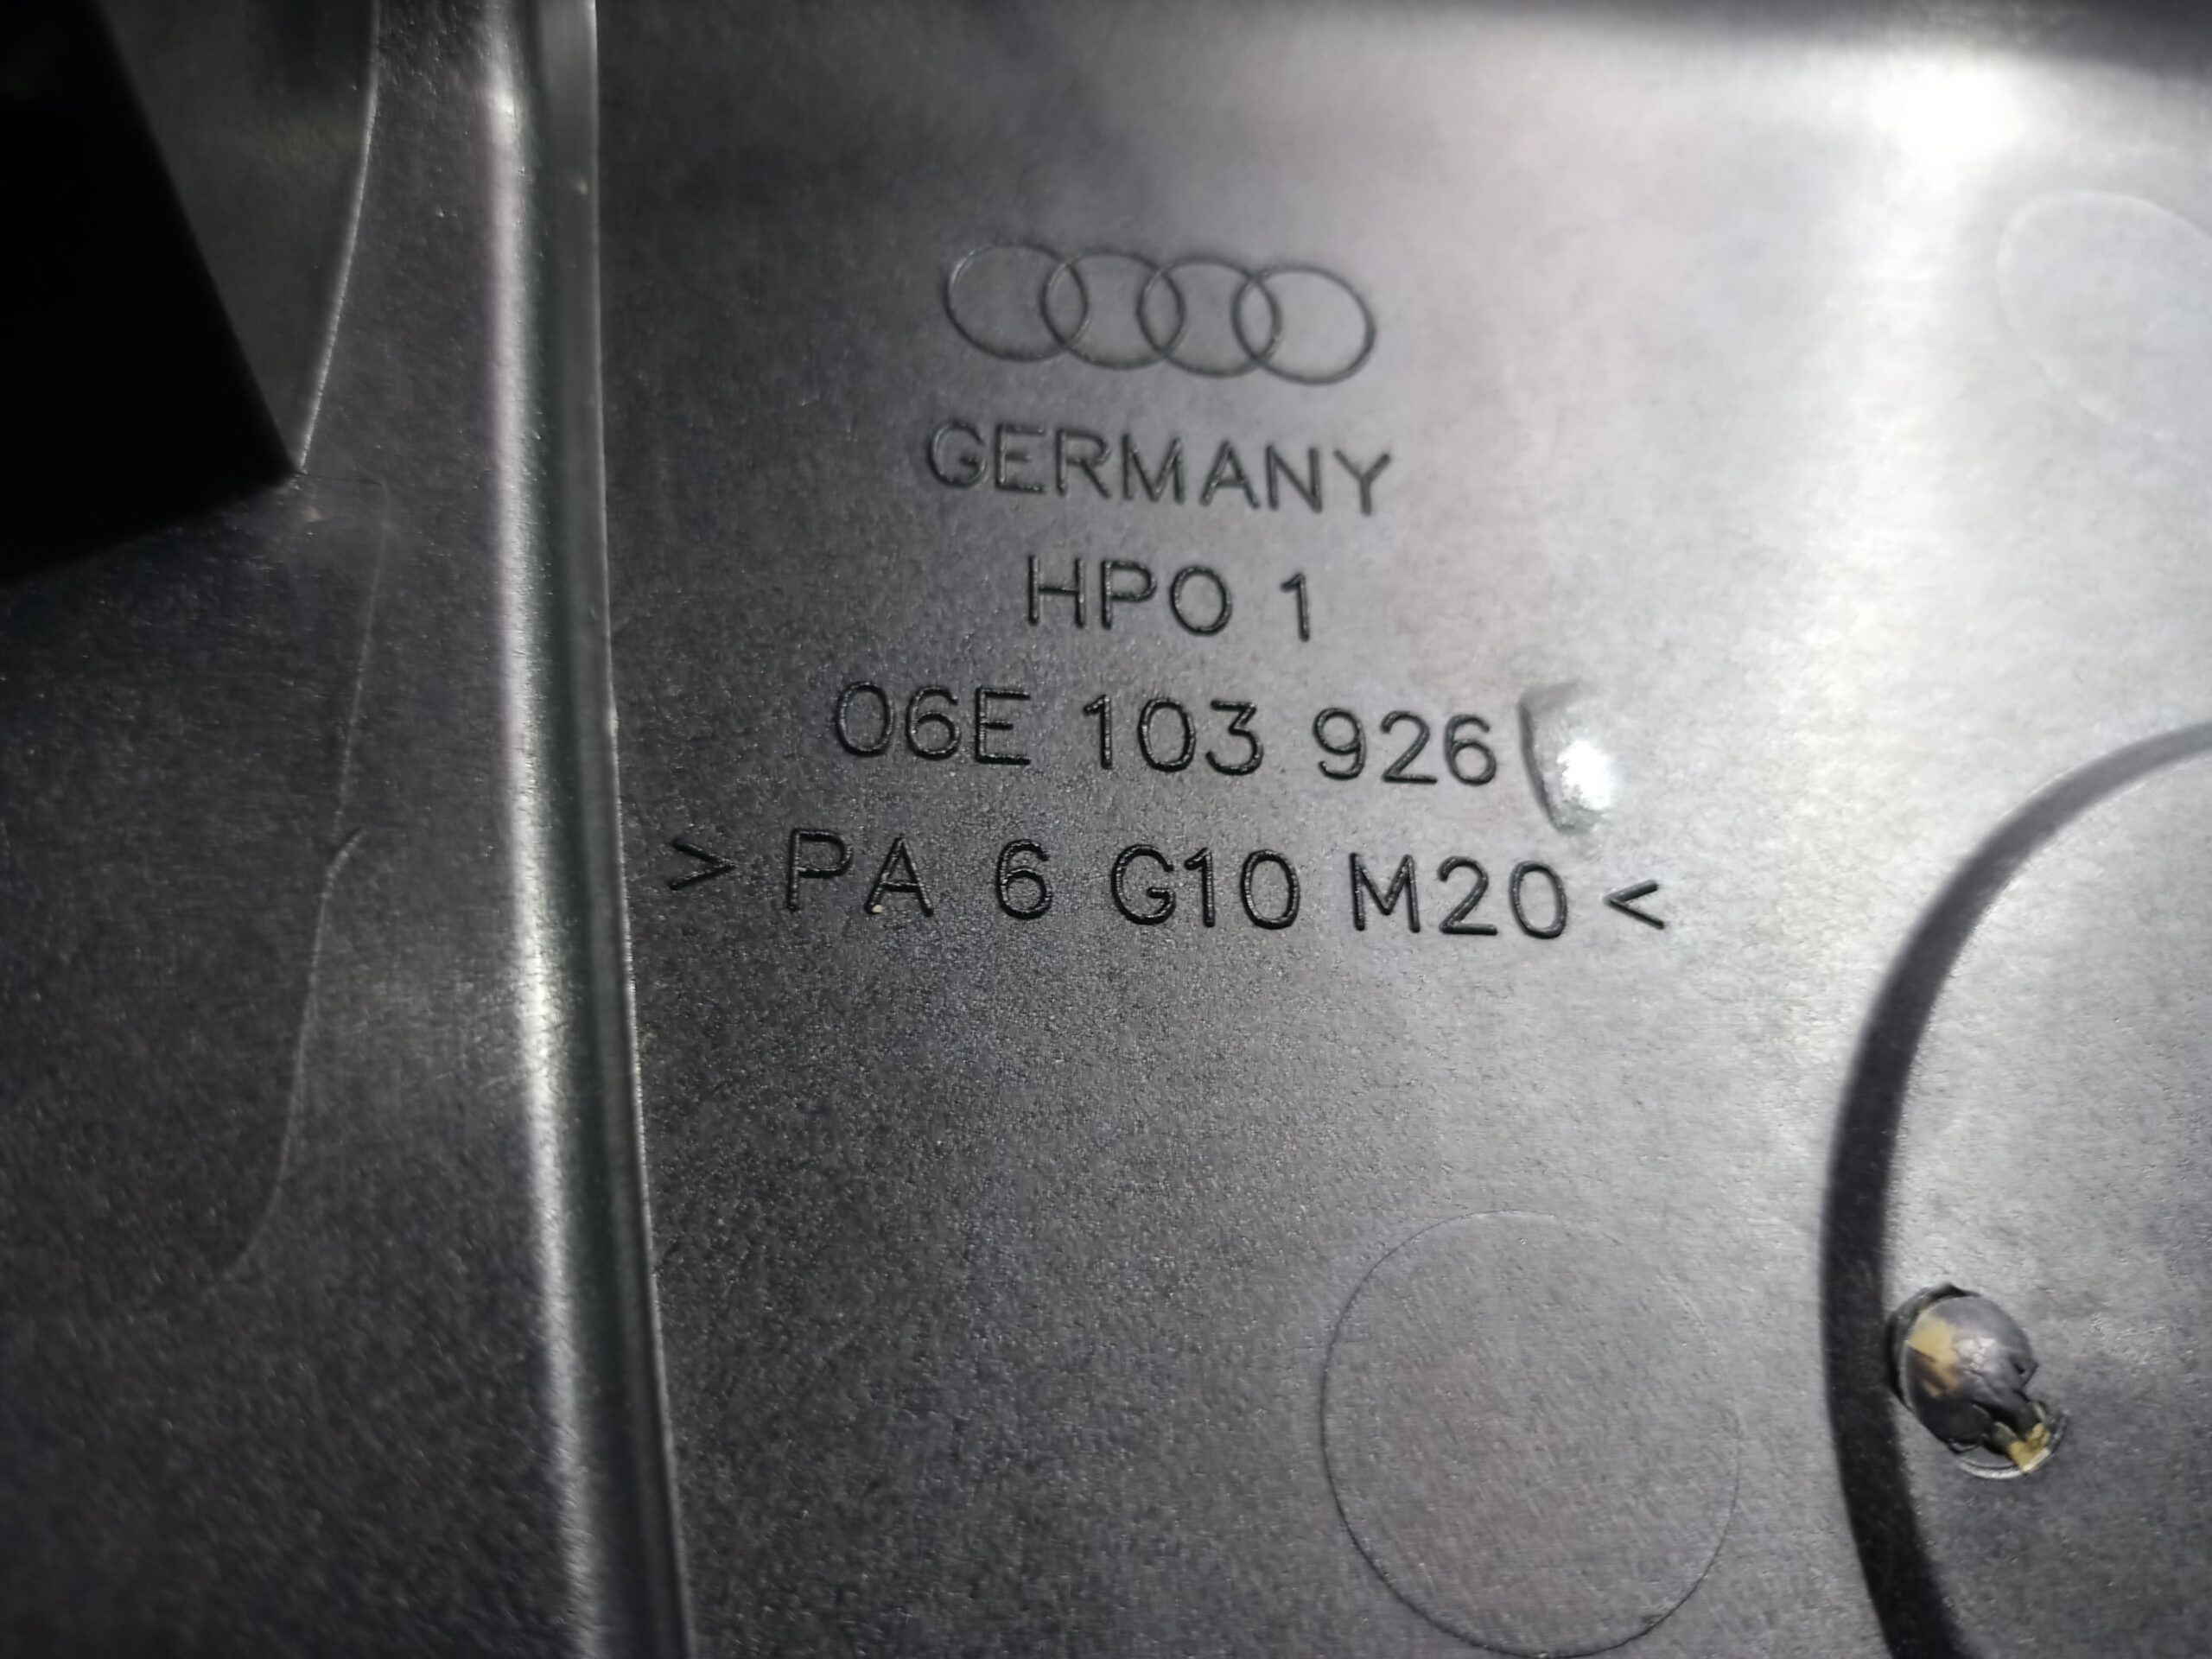 GERMANY
HPO 1
06E 103 926
> PA 6 G10 M20 <